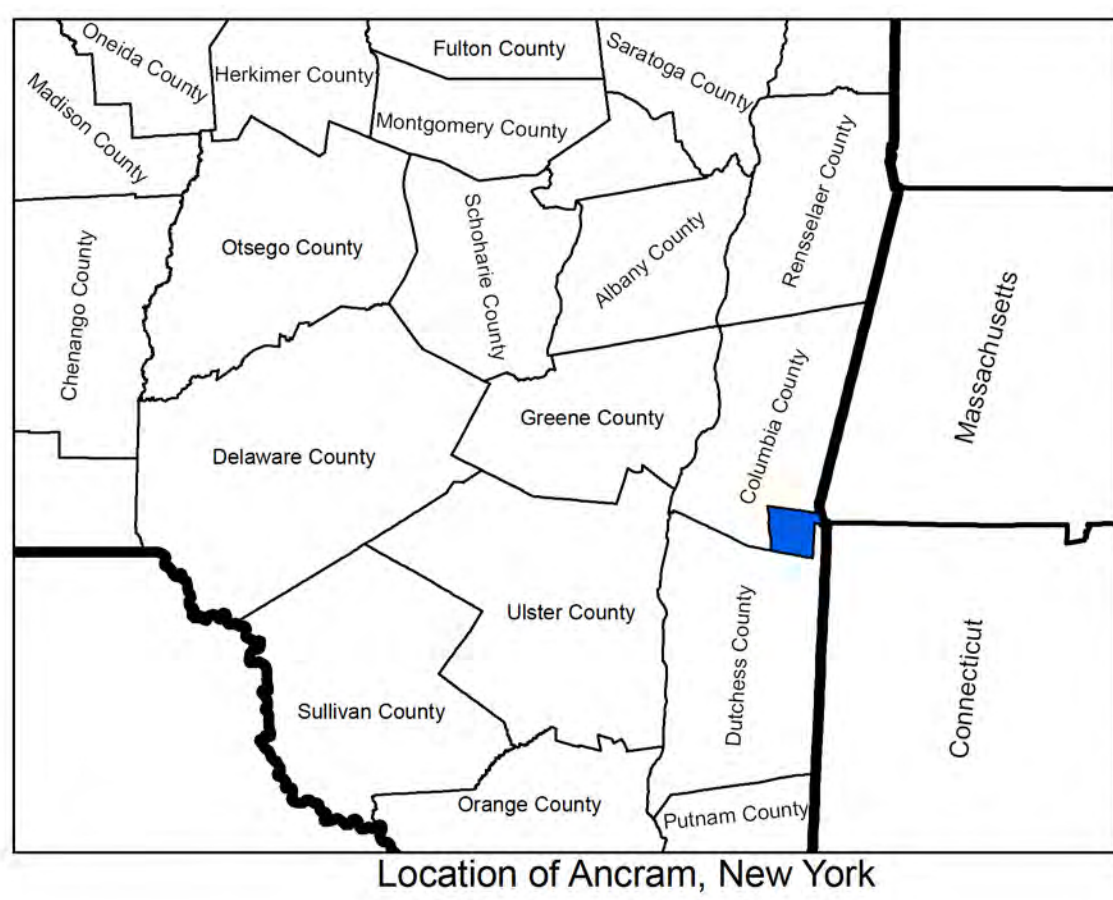 Oneida County
Herkimer County
Fulton County
Saratoga County
Madison County
Montgomery County
Rensselaer County
Chenango County
Otsego County
Schoharie County
Albany County
Massachusetts
Columbia County
Greene County
Delaware County
Ulster County
Dutchess County
Connecticut
Sullivan County
Orange County
Putnam County
Location of Ancram, New York